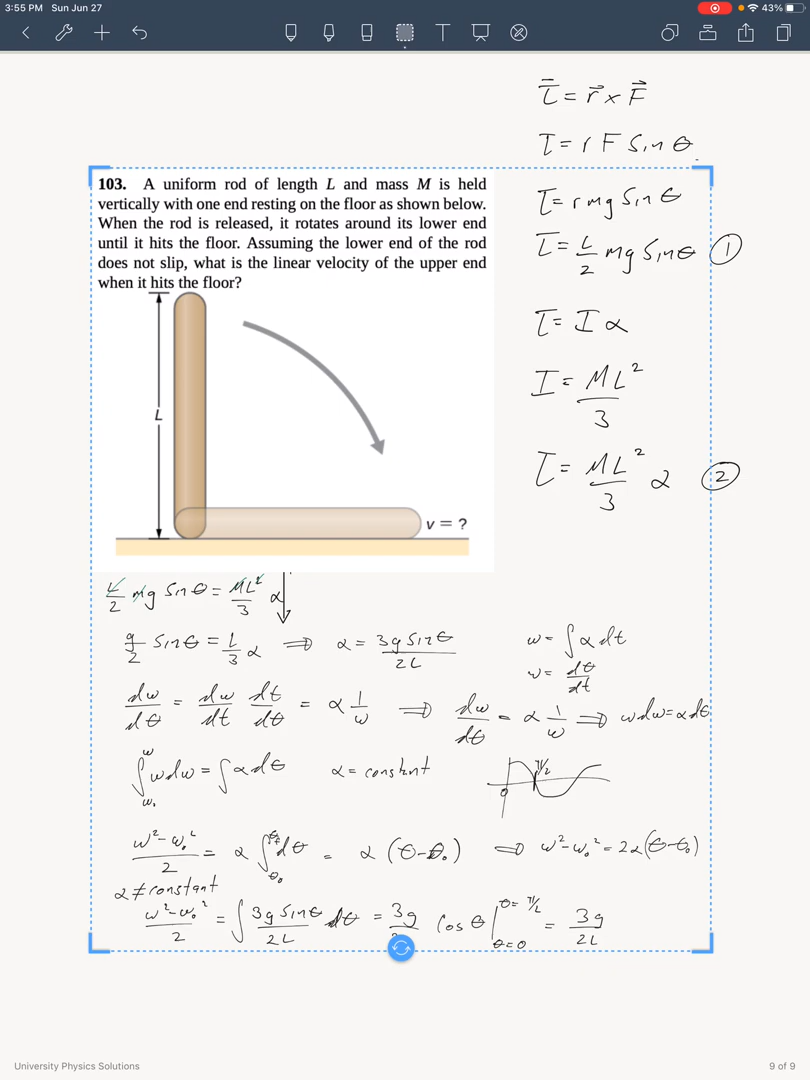 3:55 PM Sun Jun 27
43%
τ̄ = r⃗ × F⃗
τ = r F Sin θ
103. A uniform rod of length L and mass M is held
vertically with one end resting on the floor as shown below.
When the rod is released, it rotates around its lower end
until it hits the floor. Assuming the lower end of the rod
does not slip, what is the linear velocity of the upper end
when it hits the floor?
L
v = ?
τ = r mg Sin θ
τ = L/2 mg Sin θ ①
τ = I α
I = ML²/3
τ = ML²/3 α ②
L/2 mg Sin θ = ML²/3 α
g/2 Sin θ = L/3 α ⇒ α = 3g Sin θ/2L
ω = ∫ α dt
ω = dθ/dt
dω/dθ = dω/dt dt/dθ = α 1/ω ⇒ dω/dθ = α 1/ω ⇒ ω dω = α dθ
∫_ω₀^ω ω dω = ∫ α dθ α = constant
0 π/2
ω² - ω₀²/2 = α ∫_θ₀^θf dθ = α (θ - θ₀) ⇒ ω² - ω₀² = 2α(θ - θ₀)
α ≠ constant
ω² - ω₀²/2 = ∫ 3g Sin θ/2L dθ = 3g Cos θ |_θ=0^θ=π/2 = 3g/2L
University Physics Solutions
9 of 9